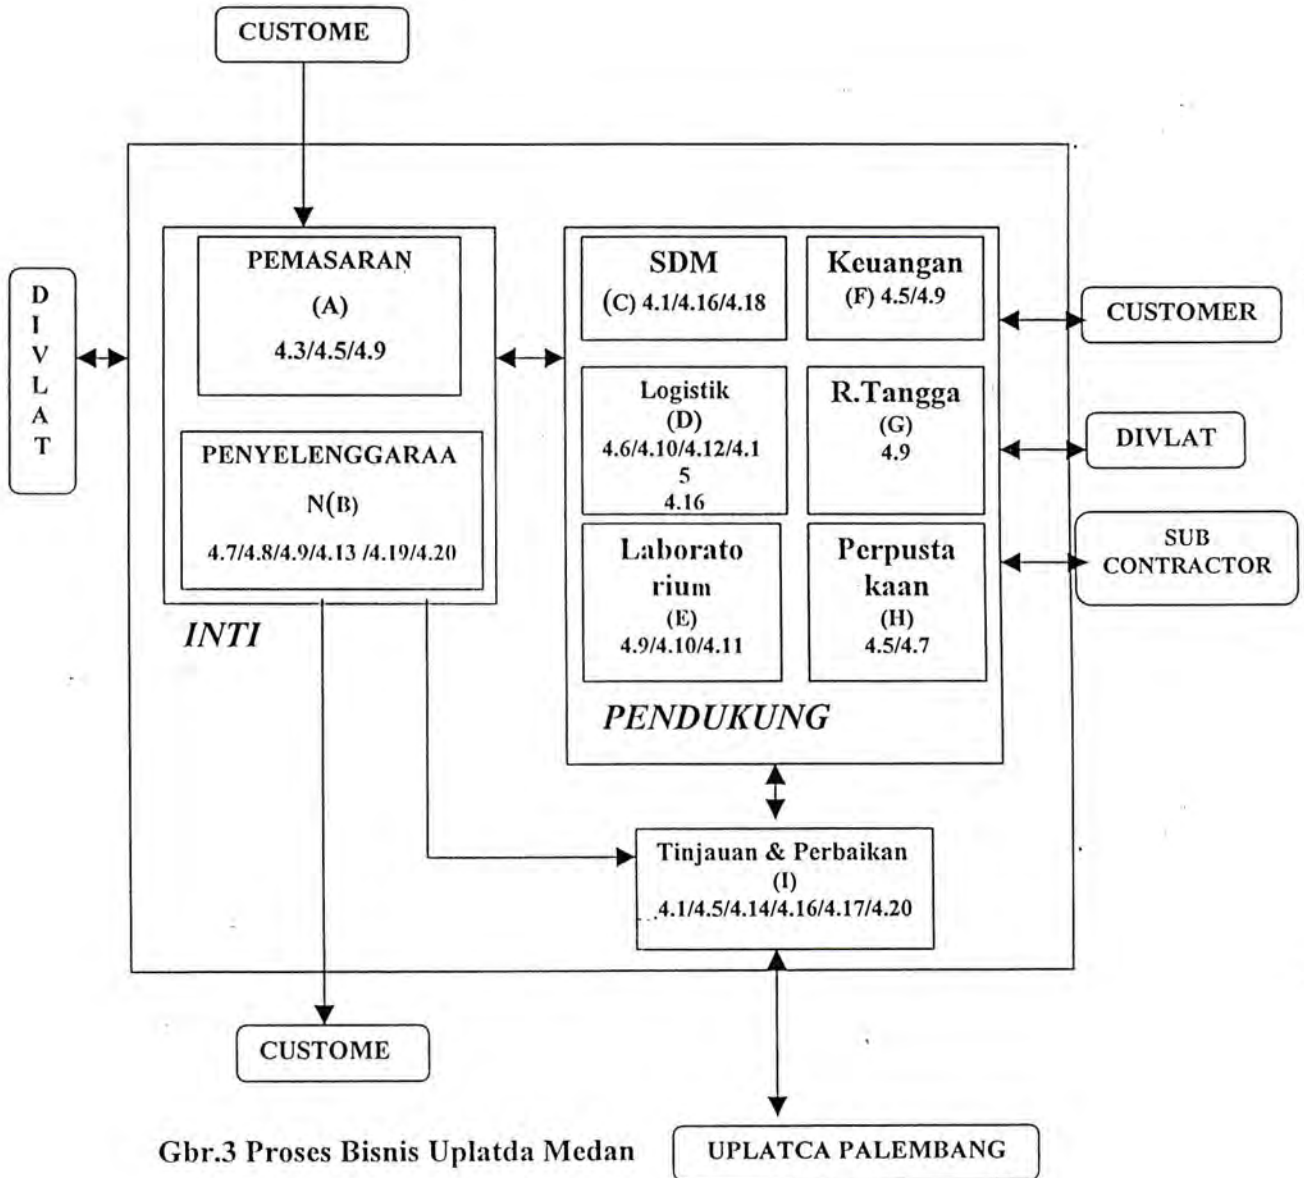 CUSTOME
D
I
V
L
A
T
PEMASARAN
(A)
4.3/4.5/4.9
PENYELENGGARAA
N(B)
4.7/4.8/4.9/4.13 /4.19/4.20
INTI
SDM
(C) 4.1/4.16/4.18
Keuangan
(F) 4.5/4.9
Logistik
(D)
4.6/4.10/4.12/4.1
5
4.16
R.Tangga
(G)
4.9
Laborato
rium
(E)
4.9/4.10/4.11
Perpusta
kaan
(H)
4.5/4.7
PENDUKUNG
CUSTOMER
DIVLAT
SUB
CONTRACTOR
Tinjauan & Perbaikan
(I)
4.1/4.5/4.14/4.16/4.17/4.20
CUSTOME
Gbr.3 Proses Bisnis Uplatda Medan
UPLATCA PALEMBANG